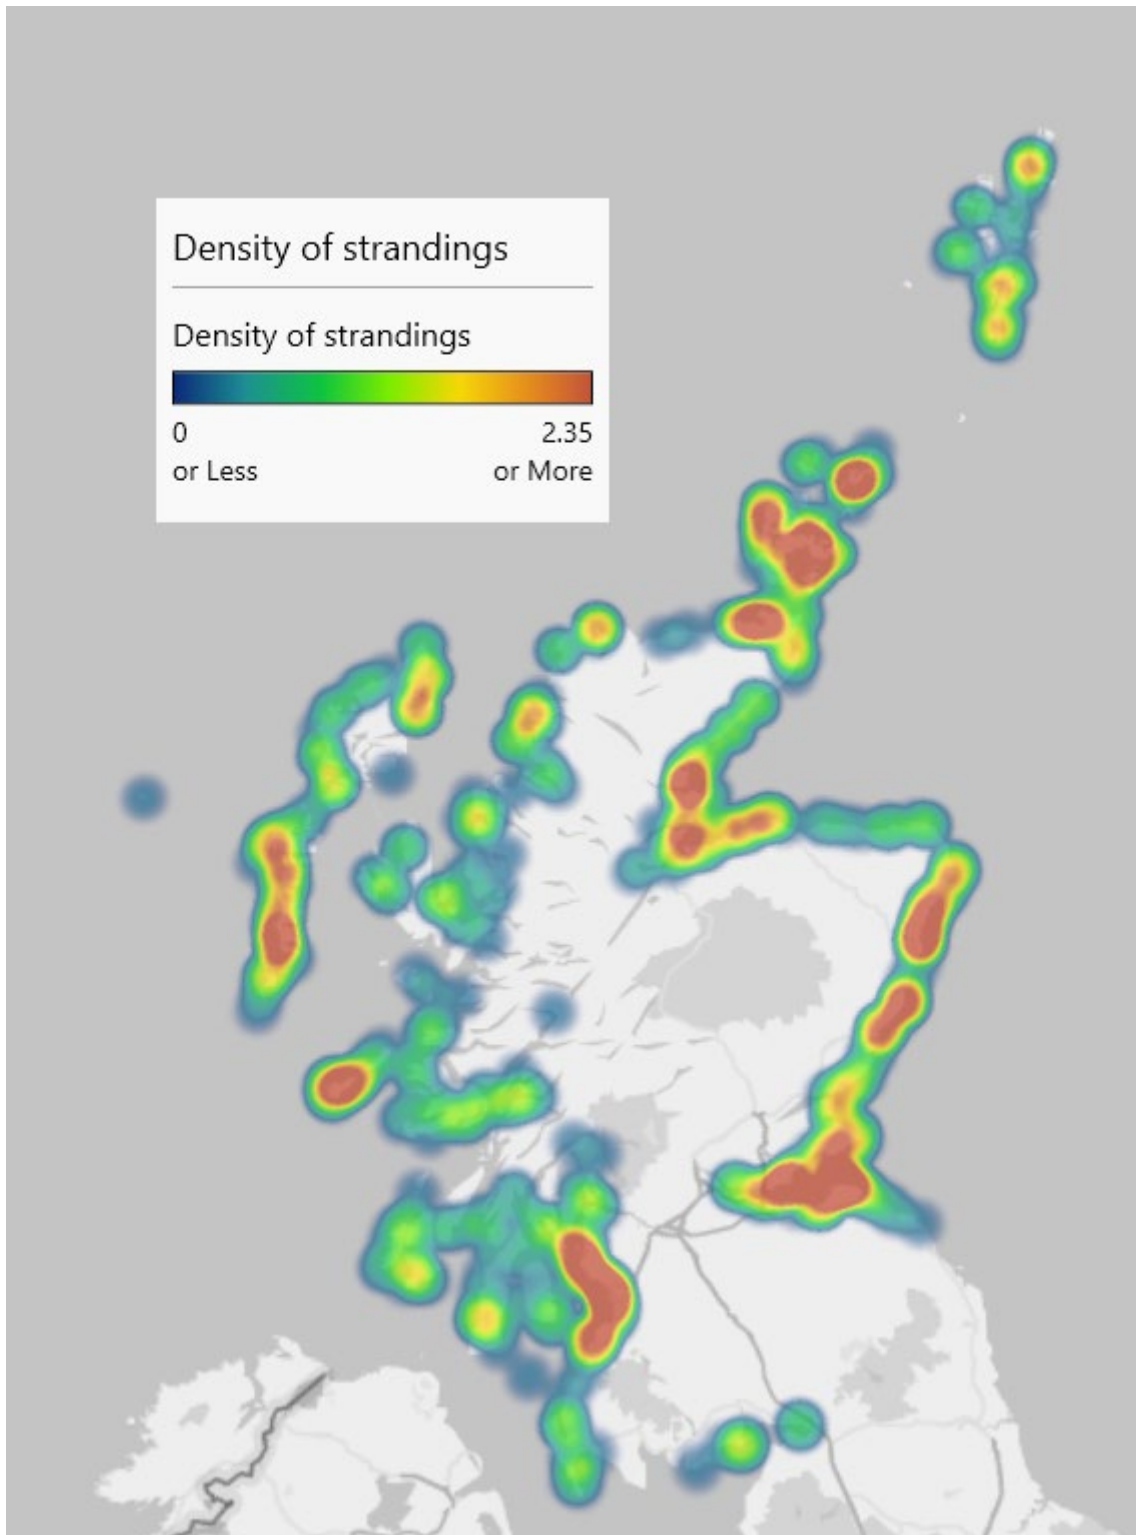 Density of strandings
Density of strandings
0
2.35
or Less
or More